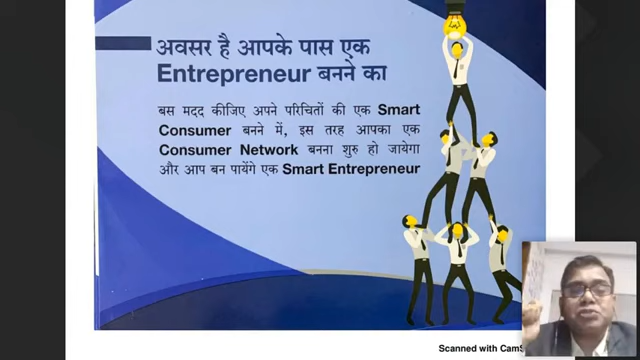 अवसर है आपके पास एक
Entrepreneur बनने का
बस मदद कीजिए अपने परिचितों की एक Smart
Consumer बनने में, इस तरह आपका एक
Consumer Network बनना शुरु हो जायेगा
और आप बन पायेंगे एक Smart Entrepreneur
Scanned with